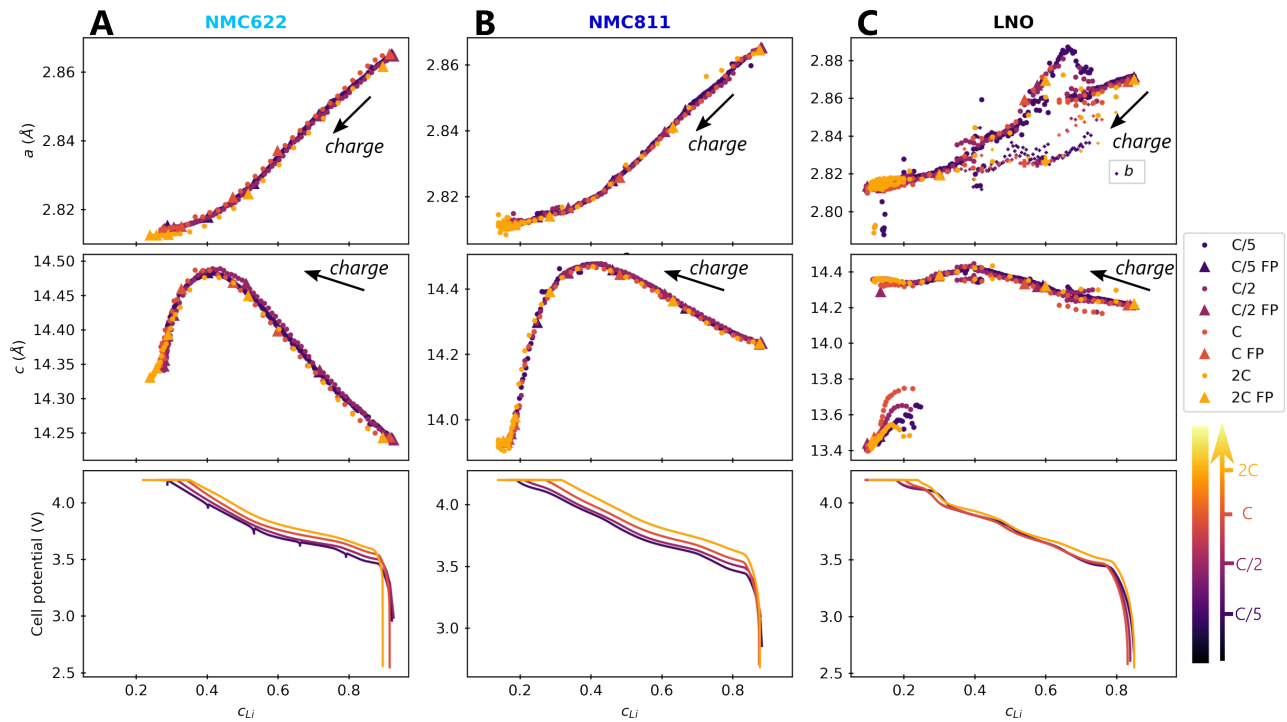 A NMC622
B NMC811
C LNO
a (Å)
2.86
2.84
2.82
charge
2.86
2.84
2.82
charge
2.88
2.86
2.84
2.82
2.80
charge
b
c (Å)
14.50
14.45
14.40
14.35
14.30
14.25
charge
14.4
14.2
14.0
charge
14.4
14.2
14.0
13.8
13.6
13.4
charge
C/5
C/5 FP
C/2
C/2 FP
C
C FP
2C
2C FP
Cell potential (V)
4.0
3.5
3.0
2.5
0.2 0.4 0.6 0.8
cLi
4.0
3.5
3.0
0.2 0.4 0.6 0.8
cLi
4.0
3.5
3.0
2.5
0.2 0.4 0.6 0.8
cLi
2C
C
C/2
C/5